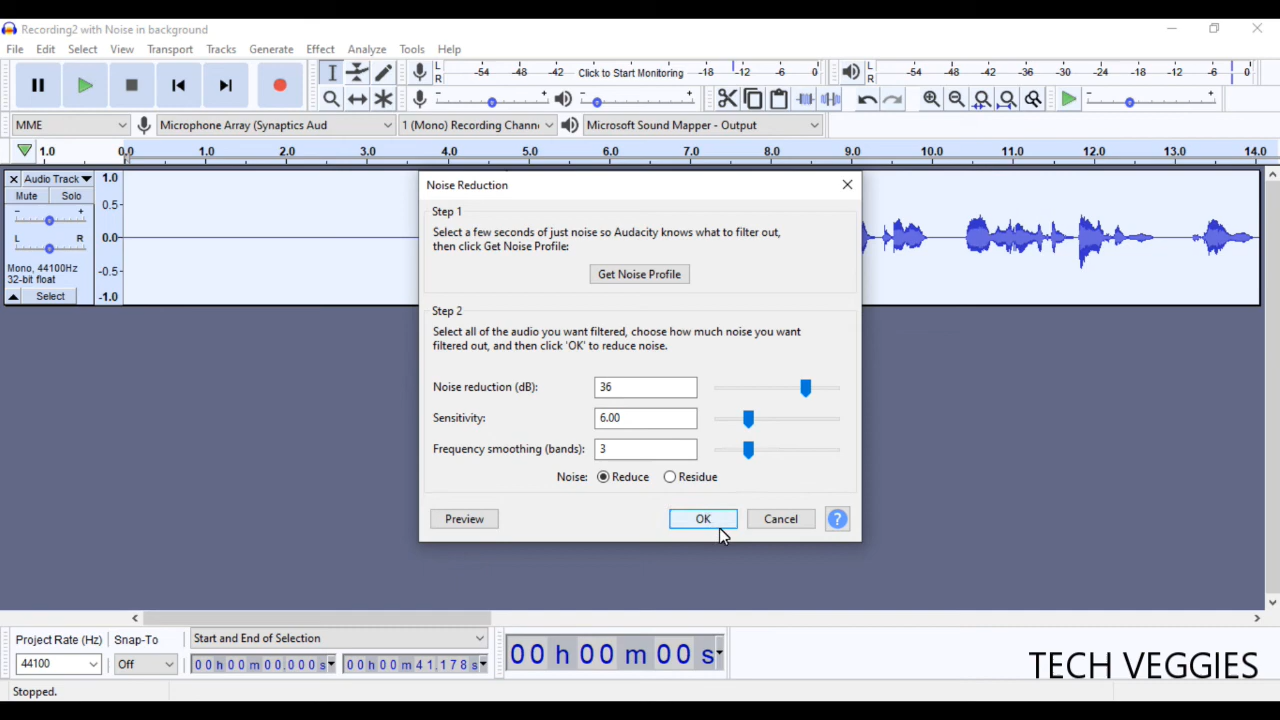 Recording2 with Noise in background
File Edit Select View Transport Tracks Generate Effect Analyze Tools Help
L R -54 -48 -42 Click to Start Monitoring -18 -12 -6 0 L R -54 -48 -42 -36 -30 -24 -18 -12 -6 0
MME Microphone Array (Synaptics Aud 1 (Mono) Recording Chann Microsoft Sound Mapper - Output
1.0 0.0 1.0 2.0 3.0 4.0 5.0 6.0 7.0 8.0 9.0 10.0 11.0 12.0 13.0 14.0
Audio Track 1.0
Mute Solo
0.5
- +
L R 0.0
Mono, 44100Hz
32-bit float -0.5
Select -1.0
Noise Reduction
Step 1
Select a few seconds of just noise so Audacity knows what to filter out,
then click Get Noise Profile:
Get Noise Profile
Step 2
Select all of the audio you want filtered, choose how much noise you want
filtered out, and then click 'OK' to reduce noise.
Noise reduction (dB): 36
Sensitivity: 6.00
Frequency smoothing (bands): 3
Noise: Reduce Residue
Preview OK Cancel ?
Project Rate (Hz) Snap-To Start and End of Selection
44100 Off 00h00m00.000s 00h00m41.178s 00h00m00s
TECH VEGGIES
Stopped.